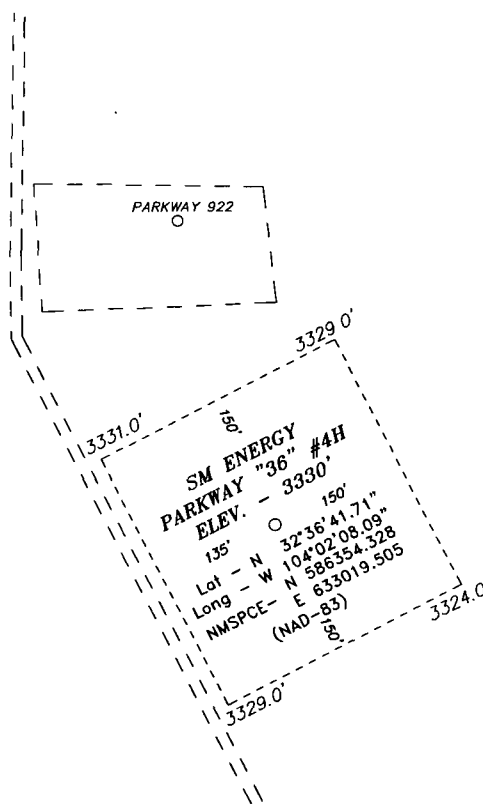 PARKWAY 922
3329.0'
3331.0'
150'
SM ENERGY
PARKWAY "36" #4H
ELEV. - 3330'
135'
150'
Lat - N 32°36'41.71"
Long - W 104°02'08.09"
NMSPCE- N 586354.328
E 633019.505
(NAD-83)
150'
3324.0'
3329.0'